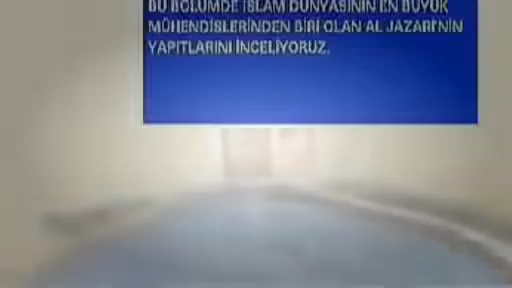 BU BÖLÜMDE İSLAM DÜNYASININ EN BÜYÜK
MÜHENDİSLERİNDEN BİRİ OLAN AL JAZARI'NİN
YAPITLARINI İNCELİYORUZ.